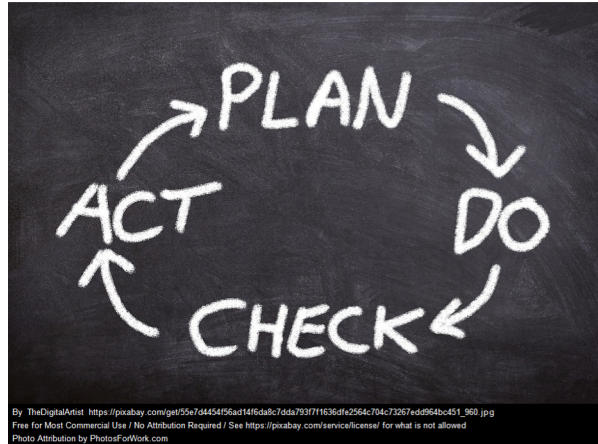 PLAN
DO
CHECK
ACT
By TheDigitalArtist https://pixabay.com/get/55e7d4454f56ad14f6da8c7dda793f7f1636dfe2564c704c73267edd964bc451_960.jpg
Free for Most Commercial Use / No Attribution Required / See https://pixabay.com/service/license/ for what is not allowed
Photo Attribution by PhotosForWork.com